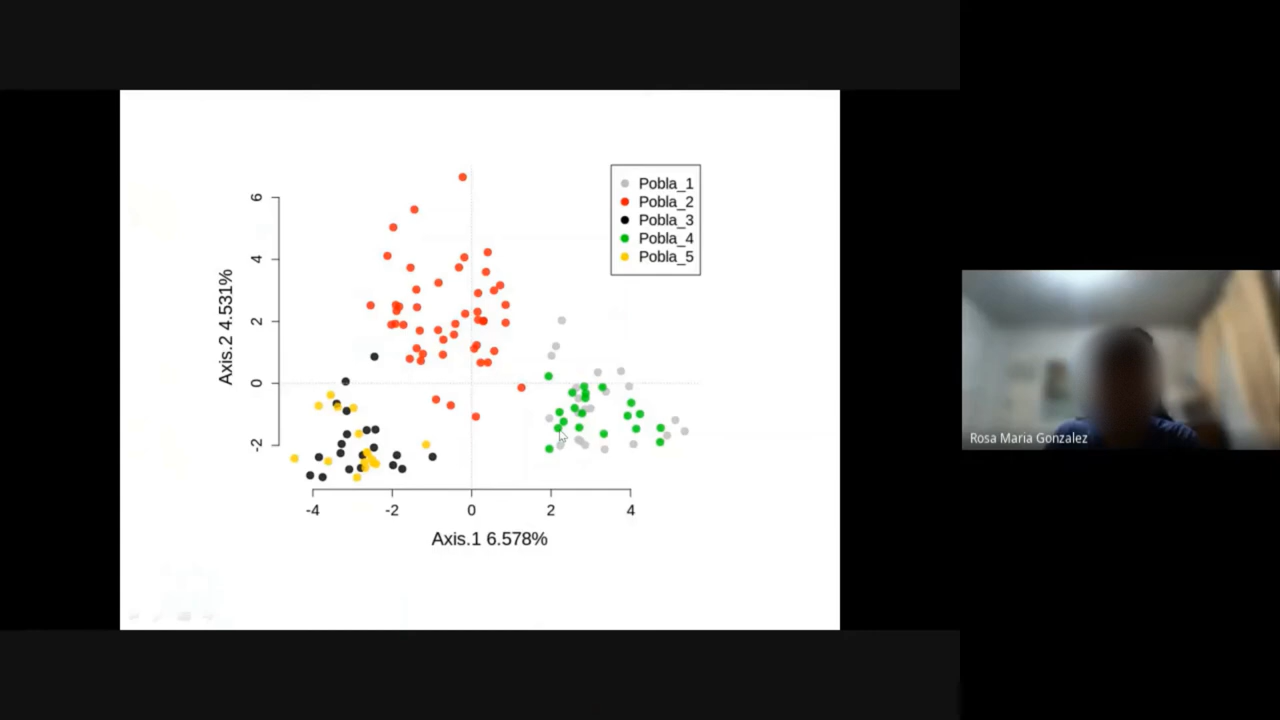 Pobla_1
Pobla_2
Pobla_3
Pobla_4
Pobla_5
6
4
2
0
-2
Axis.2 4.531%
-4
-2
0
2
4
Axis.1 6.578%
Rosa Maria Gonzalez